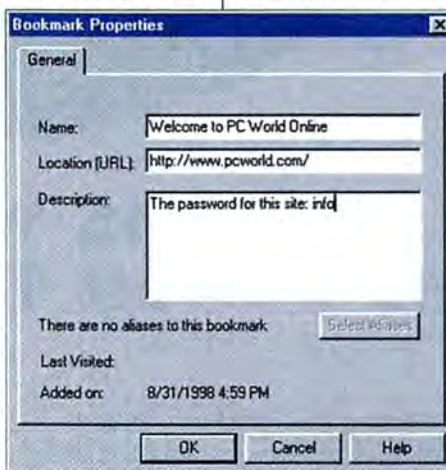 Bookmark Properties
General
Name: Welcome to PC World Online
Location (URL): http://www.pcworld.com/
Description: The password for this site: info
There are no aliases to this bookmark Select Aliases
Last Visited:
Added on: 8/31/1998 4:59 PM
OK Cancel Help